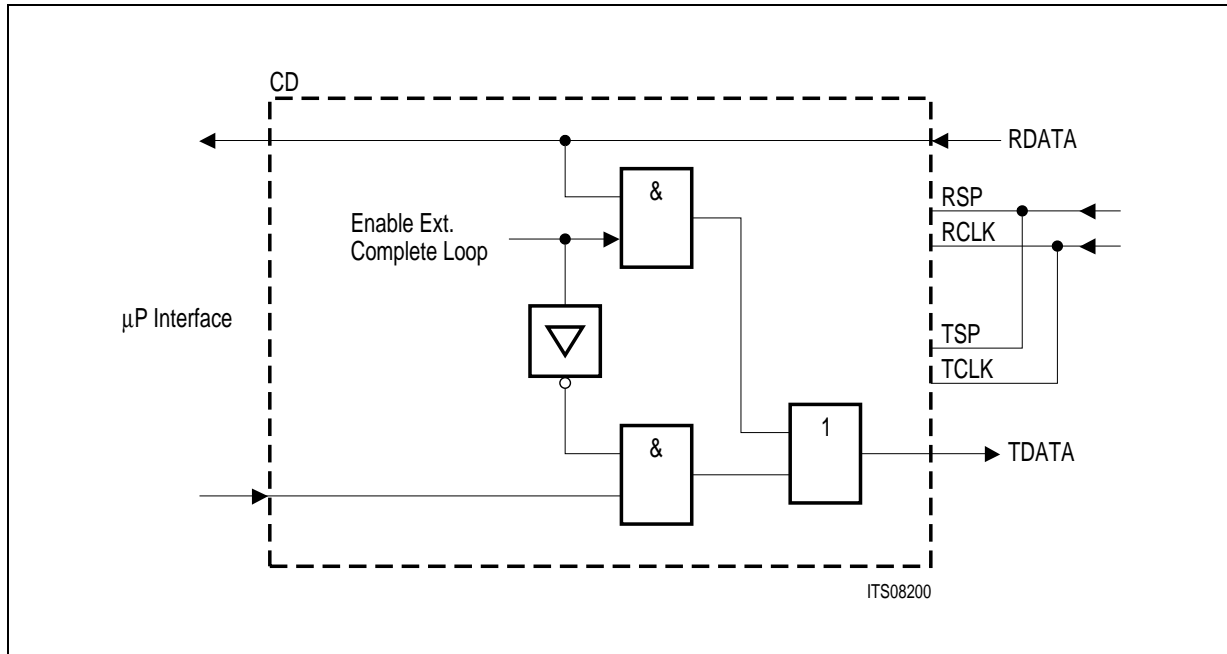 CD
RDATA
RSP
RCLK
&
Enable Ext.
Complete Loop
µP Interface
TSP
TCLK
&
1
TDATA
ITS08200